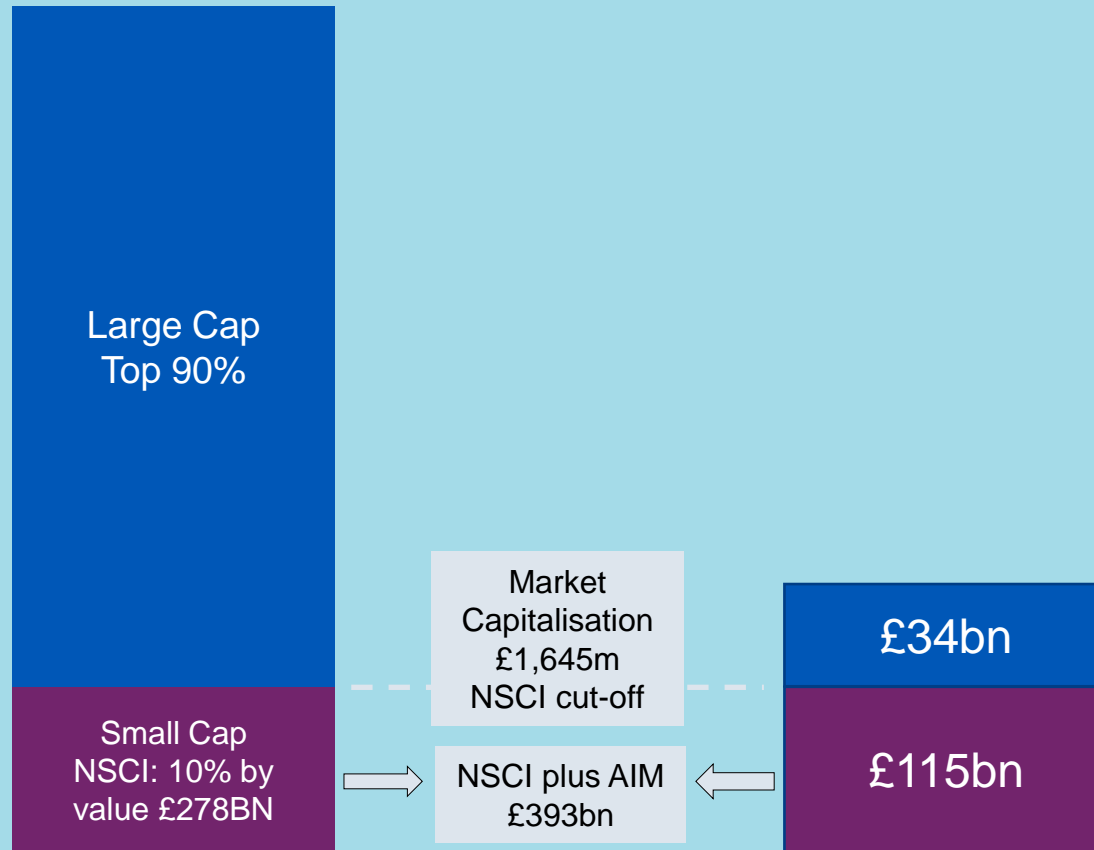 Large Cap
Top 90%
Small Cap
NSCI: 10% by
value £278BN
Market
Capitalisation
£1,645m
NSCI cut-off
NSCI plus AIM
£393bn
£34bn
£115bn